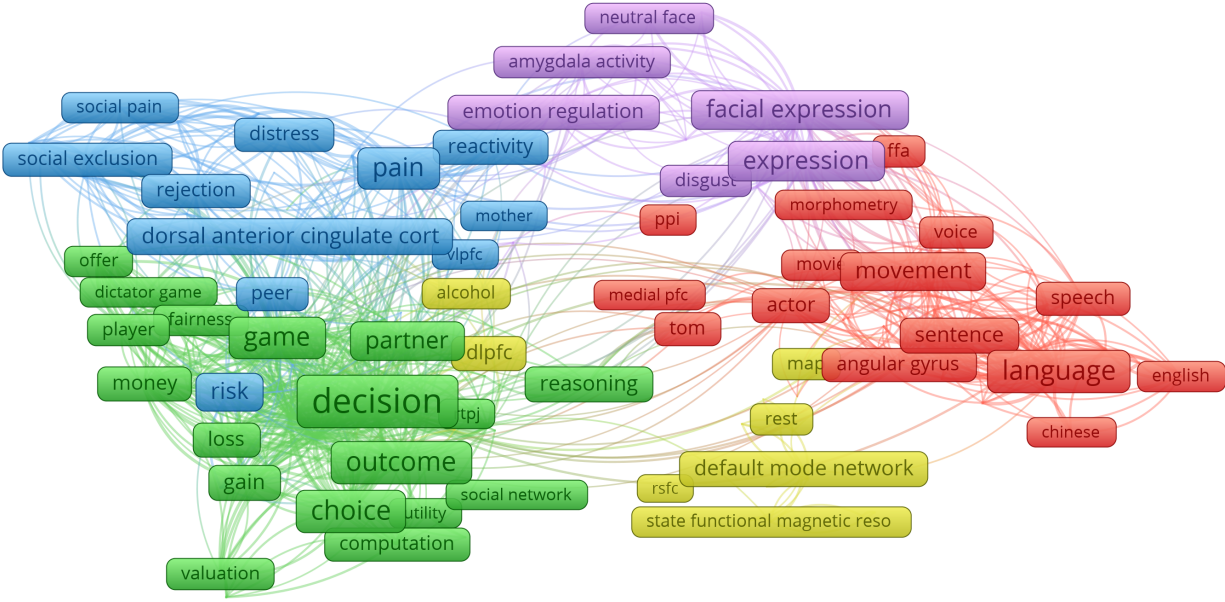 neutral face
amygdala activity
social pain
emotion regulation
facial expression
distress
reactivity
ffa
social exclusion
pain
expression
rejection
disgust
morphometry
mother
ppi
voice
dorsal anterior cingulate cort
vlpfc
offer
movie
movement
dictator game
peer
alcohol
medial pfc
speech
actor
player
fairness
game
partner
tom
sentence
dlpfc
map
angular gyrus
language
english
money
risk
reasoning
decision
rtpj
rest
chinese
loss
outcome
default mode network
gain
social network
rsfc
choice
utility
state functional magnetic reso
computation
valuation